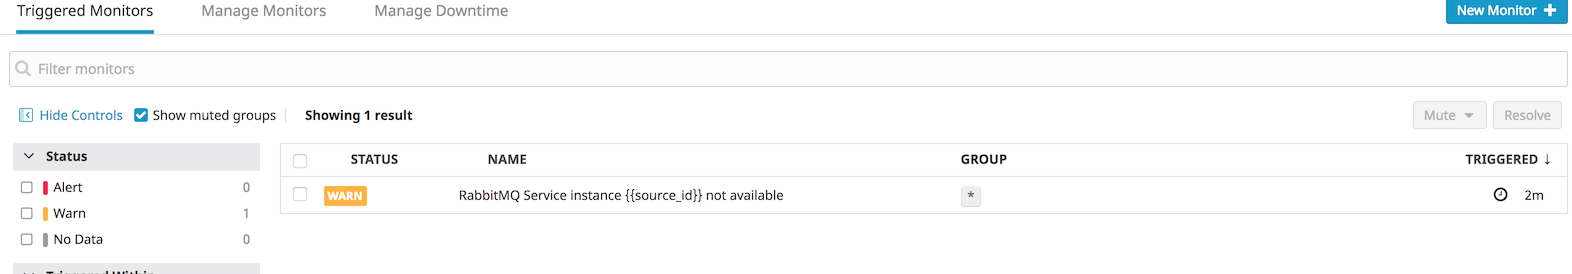 Triggered Monitors Manage Monitors Manage Downtime New Monitor +
Filter monitors
Hide Controls Show muted groups Showing 1 result Mute Resolve
Status STATUS NAME GROUP TRIGGERED ↓
Alert 0
WARN RabbitMQ Service instance {{source_id}} not available * 2m
Warn 1
No Data 0
Triggered Within